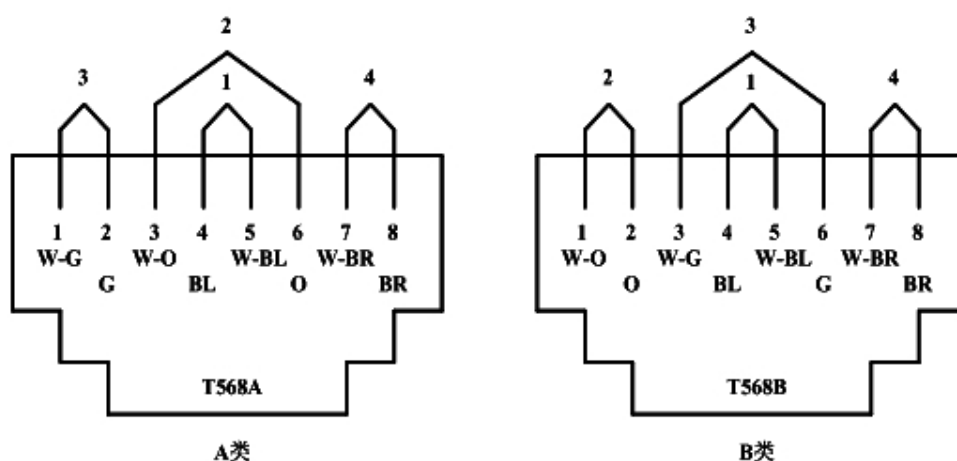 2 3
3 1 4 2 1 4
1 2 3 4 5 6 7 8 1 2 3 4 5 6 7 8
W-G W-O W-BL W-BR W-O W-G W-BL W-BR
G BL O BR O BL G BR
T568A T568B
A类 B类